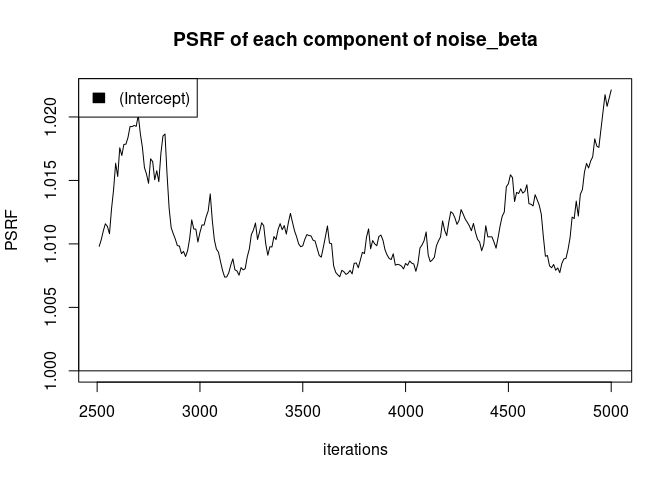 PSRF of each component of noise_beta
(Intercept)
PSRF
1.020
1.015
1.010
1.005
1.000
2500 3000 3500 4000 4500 5000
iterations